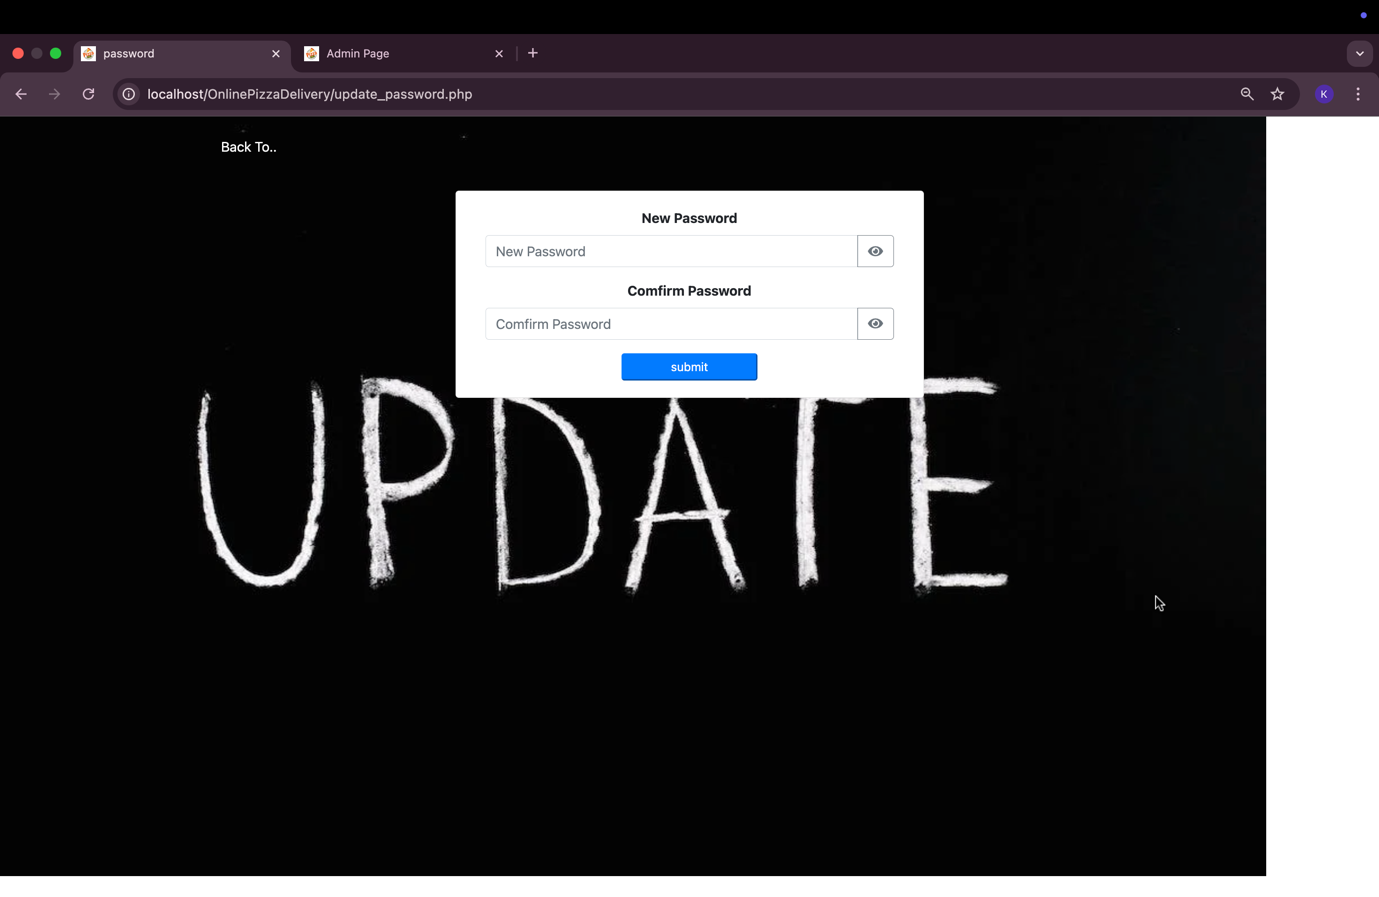 password
Admin Page
localhost/OnlinePizzaDelivery/update_password.php
K
Back To..
New Password
New Password
Comfirm Password
Comfirm Password
submit
UPDATE